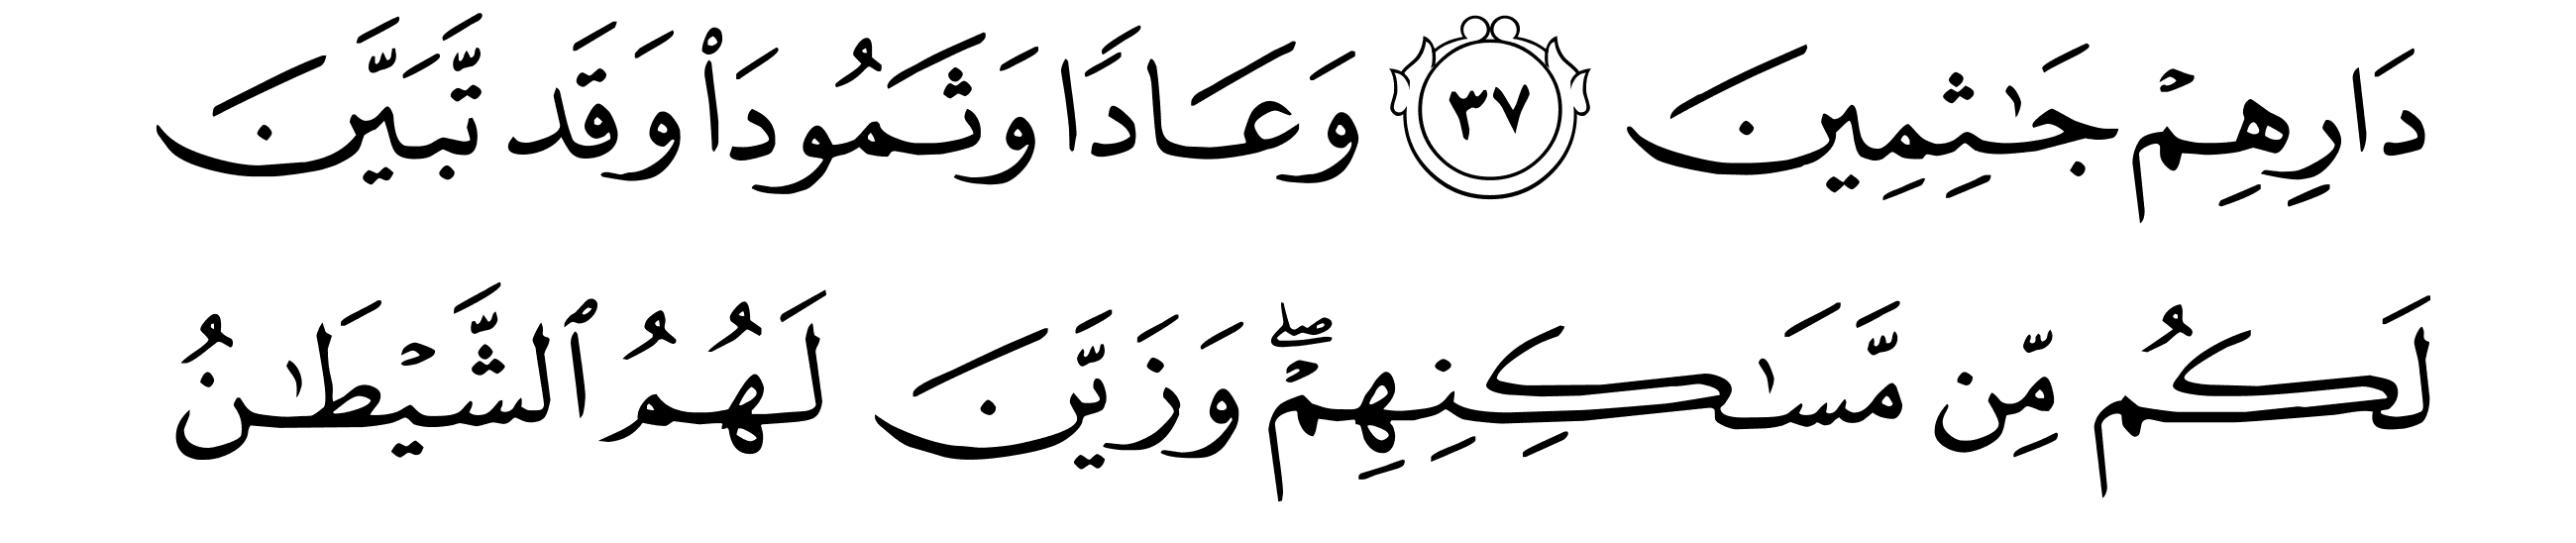 دَارِهِمۡ جَٰثِمِينَ ٣٧ وَعَادٗا وَثَمُودَاْ وَقَد تَّبَيَّنَ
لَكُم مِّن مَّسَٰكِنِهِمۡۖ وَزَيَّنَ لَهُمُ ٱلشَّيۡطَٰنُ